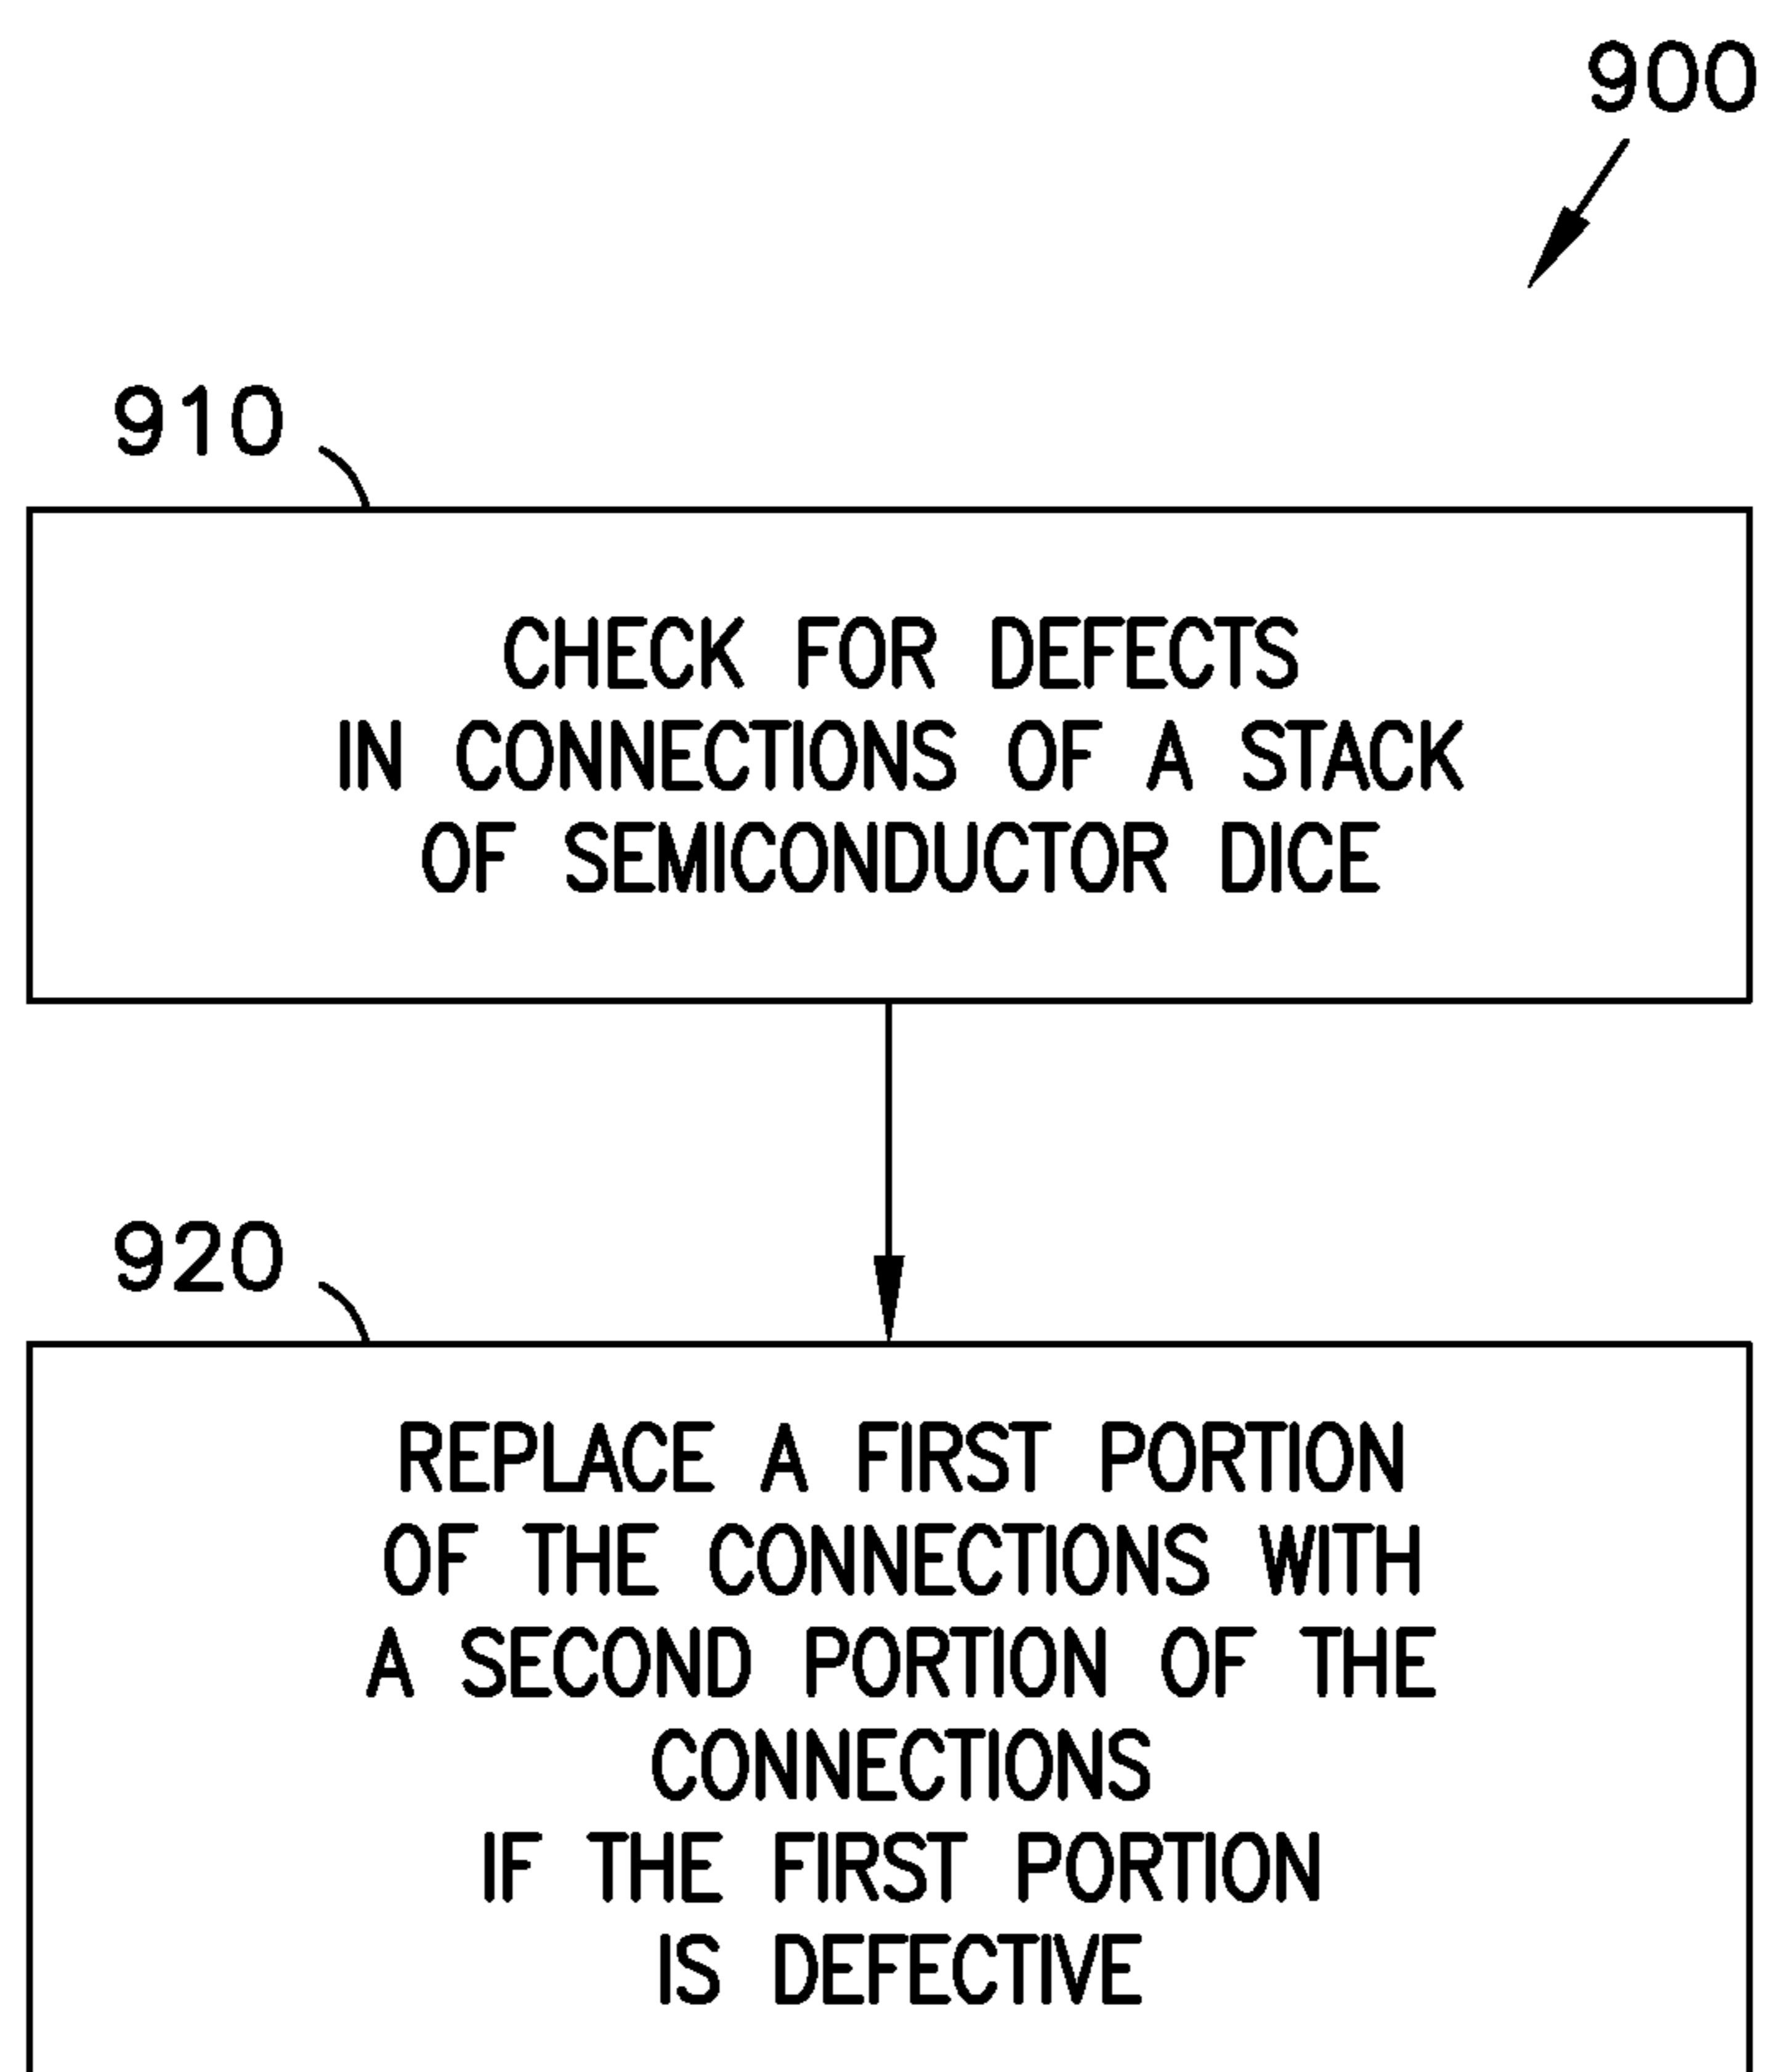 900
910
CHECK FOR DEFECTS
IN CONNECTIONS OF A STACK
OF SEMICONDUCTOR DICE
920
REPLACE A FIRST PORTION
OF THE CONNECTIONS WITH
A SECOND PORTION OF THE
CONNECTIONS
IF THE FIRST PORTION
IS DEFECTIVE